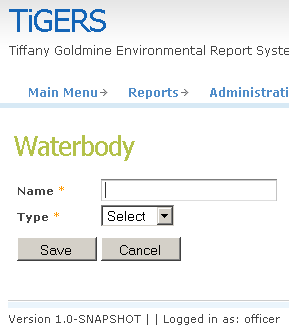 TiGERS
Tiffany Goldmine Environmental Report Syste
Main Menu Reports Administrati
Waterbody
Name *
Type * Select
Save Cancel
Version 1.0-SNAPSHOT | | Logged in as: officer